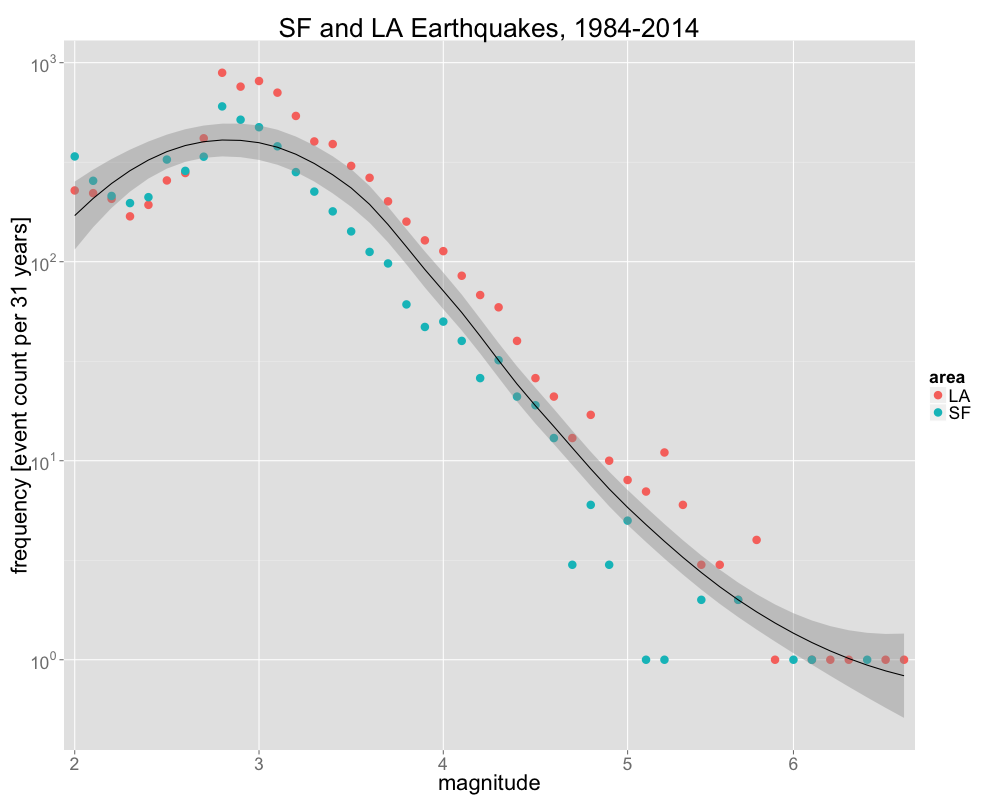 SF and LA Earthquakes, 1984-2014
frequency [event count per 31 years]
10³
10²
10¹
10⁰
2 3 4 5 6
magnitude
area
LA
SF